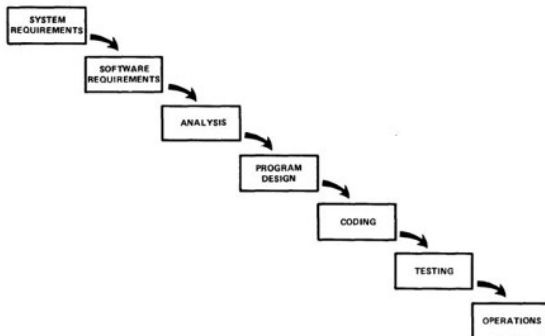 SYSTEM
REQUIREMENTS
SOFTWARE
REQUIREMENTS
ANALYSIS
PROGRAM
DESIGN
CODING
TESTING
OPERATIONS